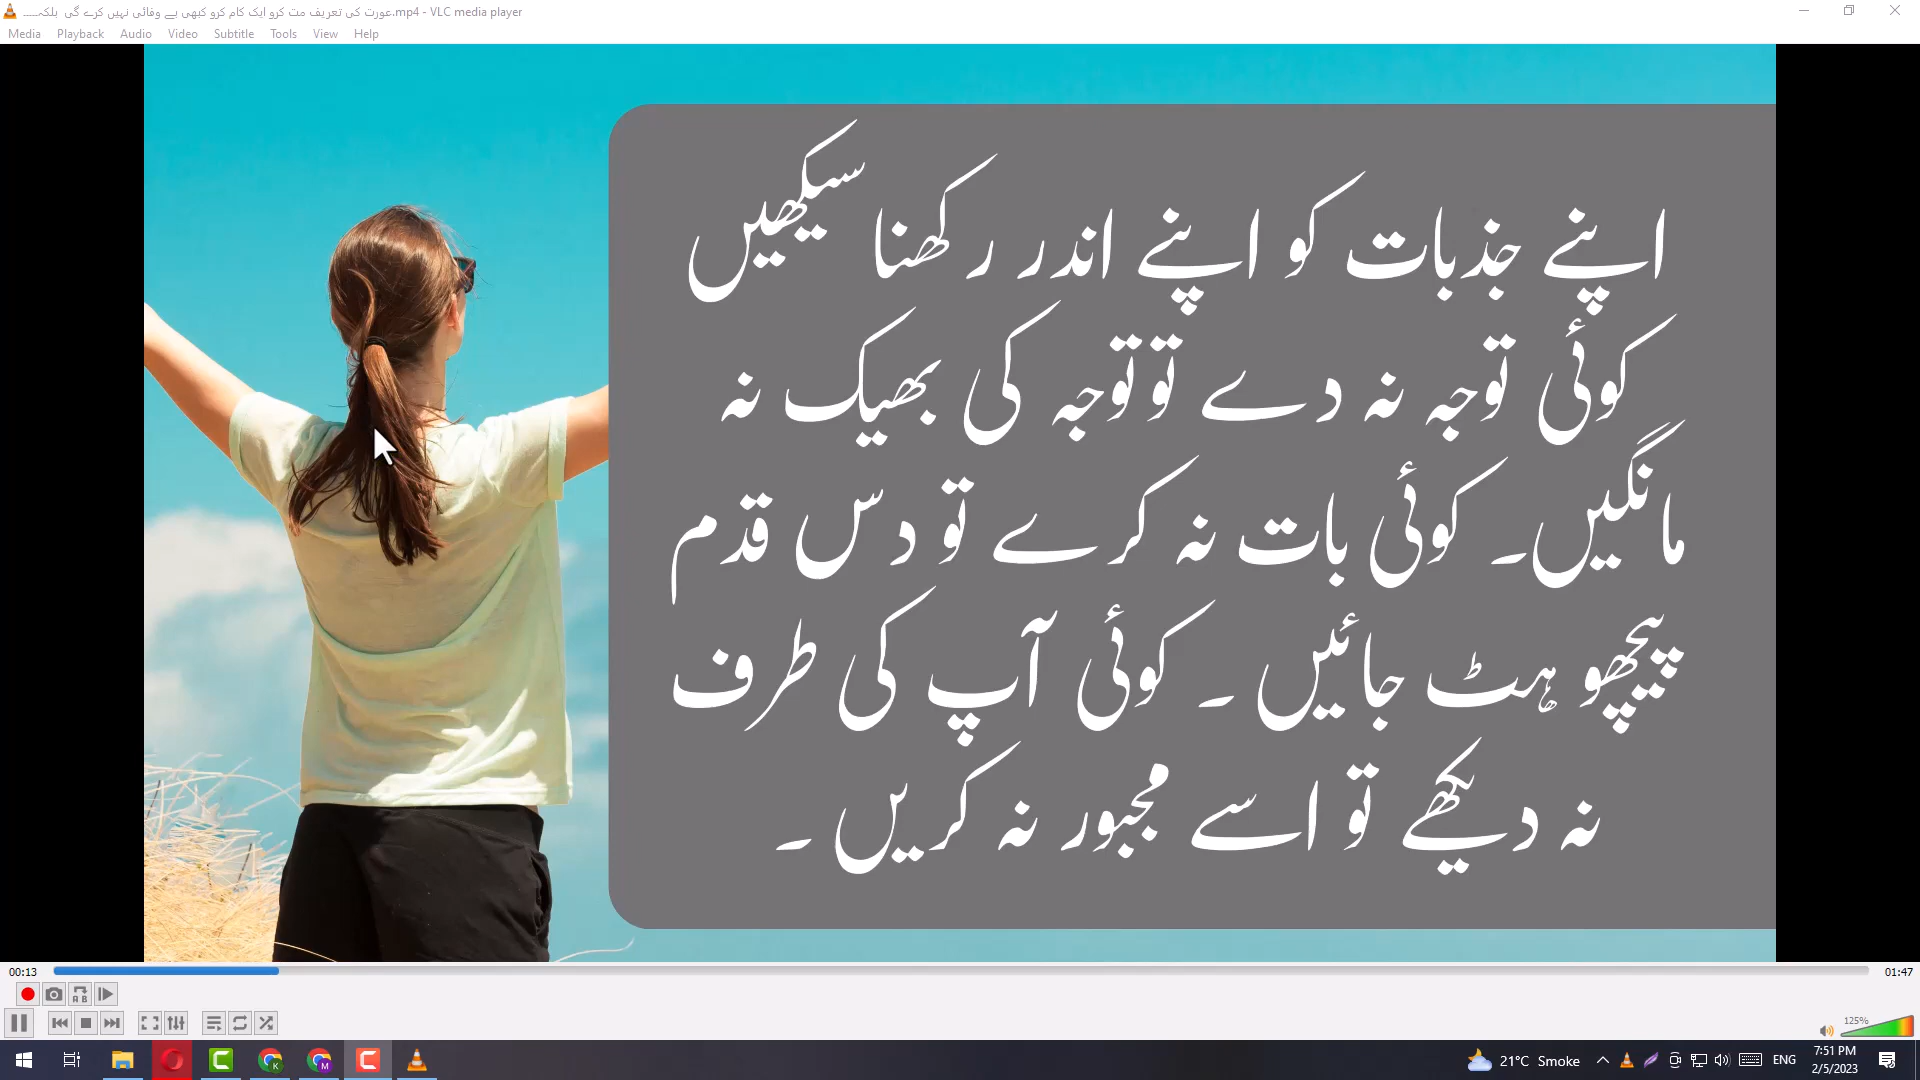 عورت کی تعریف مت کرو ایک کام کرو کبھی بے وفائی نہیں کرے گی بلکہ.....mp4 - VLC media player
Media Playback Audio Video Subtitle Tools View Help
اپنے جذبات کو اپنے اندر رکھنا سیکھیں
کوئی توجہ نہ دے تو توجہ کی بھیک نہ
مانگیں۔ کوئی بات نہ کرے تو دس قدم
پیچھو ہٹ جائیں ۔ کوئی آپ کی طرف
نہ دیکھے تو اسے مجبور نہ کریں ۔
00:13 01:47
125%
21°C Smoke ENG 7:51 PM
2/5/2023